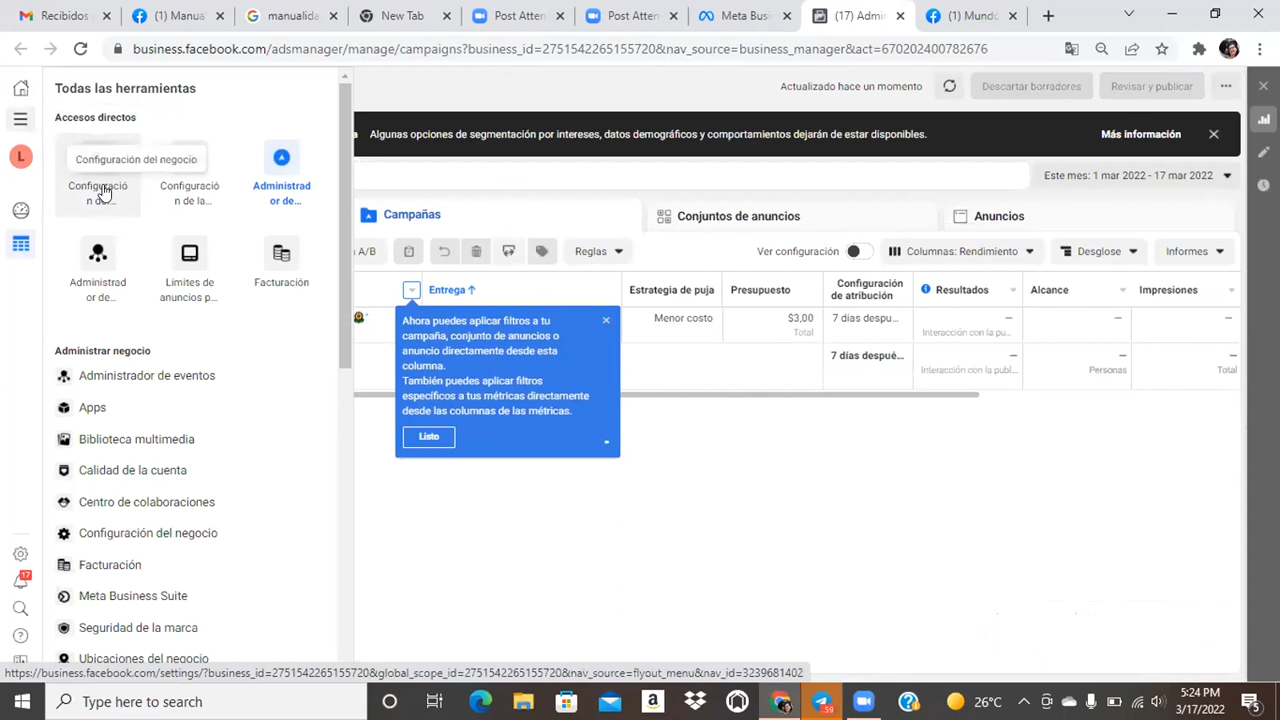 Recibidos
(1) Manua
manualida
New Tab
Post Atten
Post Atten
Meta Busi
(17) Admi
(1) Mundo
business.facebook.com/adsmanager/manage/campaigns?business_id=2751542265155720&nav_source=business_manager&act=670202400782676
Todas las herramientas
Actualizado hace un momento
Descartar borradores
Revisar y publicar
Accesos directos
Algunas opciones de segmentación por intereses, datos demográficos y comportamientos dejarán de estar disponibles.
Más información
Configuración del negocio
L
Este mes: 1 mar 2022 - 17 mar 2022
Configuració
n de...
Configuració
n de la...
Administrad
or de...
Campañas
Conjuntos de anuncios
Anuncios
A/B
Reglas
Ver configuración
Columnas: Rendimiento
Desglose
Informes
Administrad
or de...
Límites de
anuncios p...
Facturación
Entrega ↑
Estrategia de puja
Presupuesto
Configuración
de atribución
Resultados
Alcance
Impresiones
Menor costo
$3,00
Total
7 días despu...
—
Interacción con la pu...
—
—
7 días despué...
—
Interacción con la publ...
—
Personas
—
Total
Ahora puedes aplicar filtros a tu
campaña, conjunto de anuncios o
anuncio directamente desde esta
columna.
También puedes aplicar filtros
específicos a tus métricas directamente
desde las columnas de las métricas.
Listo
Administrar negocio
Administrador de eventos
Apps
Biblioteca multimedia
Calidad de la cuenta
Centro de colaboraciones
Configuración del negocio
Facturación
Meta Business Suite
Seguridad de la marca
Ubicaciones del negocio
17
https://business.facebook.com/settings/?business_id=2751542265155720&global_scope_id=2751542265155720&nav_source=flyout_menu&nav_id=3239681402
Type here to search
59
26°C
5:24 PM
3/17/2022
5